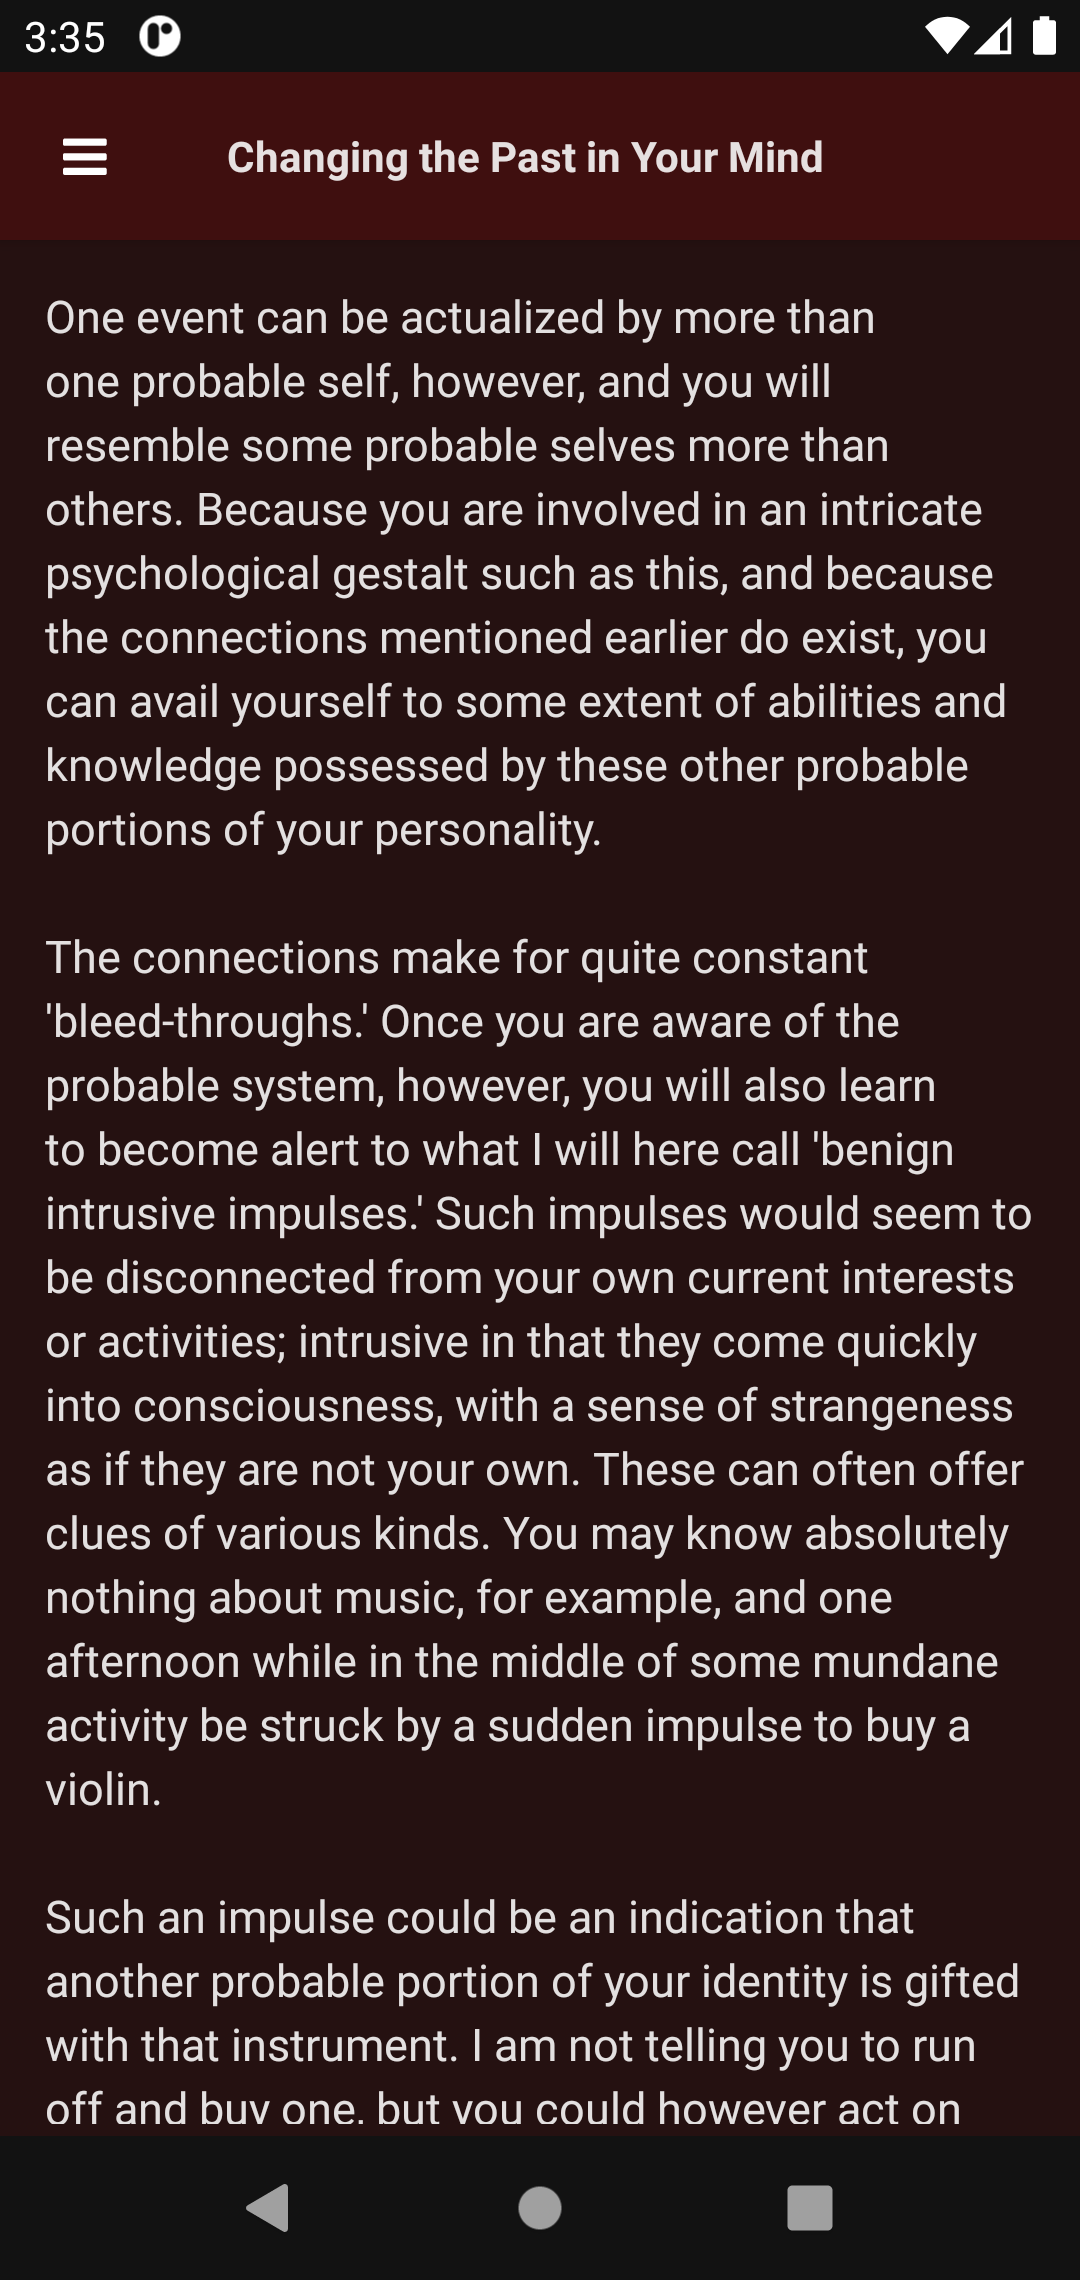 3:35
Changing the Past in Your Mind
One event can be actualized by more than
one probable self, however, and you will
resemble some probable selves more than
others. Because you are involved in an intricate
psychological gestalt such as this, and because
the connections mentioned earlier do exist, you
can avail yourself to some extent of abilities and
knowledge possessed by these other probable
portions of your personality.
The connections make for quite constant
'bleed-throughs.' Once you are aware of the
probable system, however, you will also learn
to become alert to what I will here call 'benign
intrusive impulses.' Such impulses would seem to
be disconnected from your own current interests
or activities; intrusive in that they come quickly
into consciousness, with a sense of strangeness
as if they are not your own. These can often offer
clues of various kinds. You may know absolutely
nothing about music, for example, and one
afternoon while in the middle of some mundane
activity be struck by a sudden impulse to buy a
violin.
Such an impulse could be an indication that
another probable portion of your identity is gifted
with that instrument. I am not telling you to run
off and buy one, but you could however act on